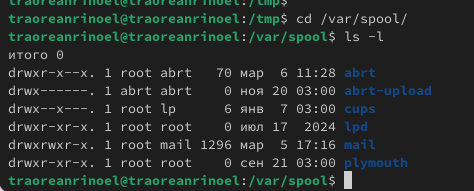 traoreanrinoel@traoreanrinoel:/tmp$
traoreanrinoel@traoreanrinoel:/tmp$ cd /var/spool/
traoreanrinoel@traoreanrinoel:/var/spool$ ls -l
итого 0
drwxr-x--x. 1 root abrt   70 мар  6 11:28 abrt
drwx------. 1 abrt abrt    0 ноя 20 03:00 abrt-upload
drwx--x---. 1 root lp      6 янв  7 03:00 cups
drwxr-xr-x. 1 root root    0 июл 17  2024 lpd
drwxrwxr-x. 1 root mail 1296 мар  5 17:16 mail
drwxr-xr-x. 1 root root    0 сен 21 03:00 plymouth
traoreanrinoel@traoreanrinoel:/var/spool$